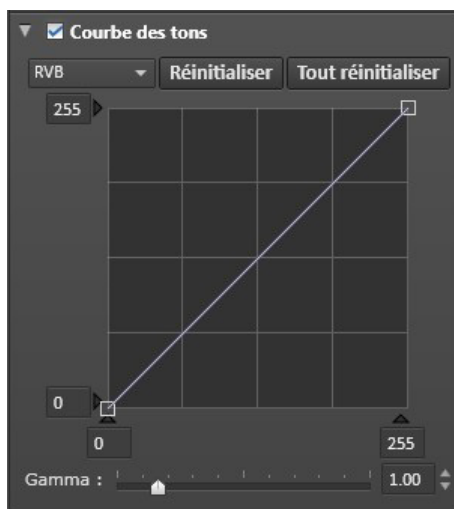 Courbe des tons
RVB Réinitialiser Tout réinitialiser
255
0
0 255
Gamma : 1.00